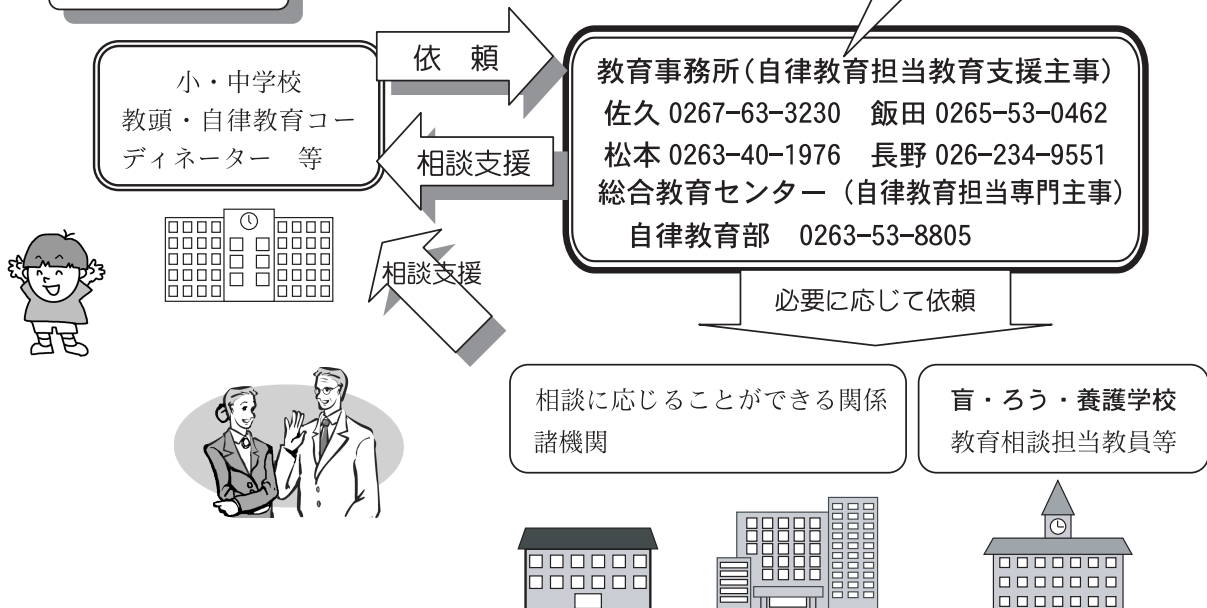 依　頼
小・中学校
教頭・自律教育コー
ディネーター　等
相談支援
教育事務所（自律教育担当教育支援主事）
佐久 0267−63−3230　飯田 0265−53−0462
松本 0263−40−1976　長野 026−234−9551
総合教育センター（自律教育担当専門主事）
自律教育部　0263−53−8805
相談支援
必要に応じて依頼
相談に応じることができる関係
諸機関
盲・ろう・養護学校
教育相談担当教員等